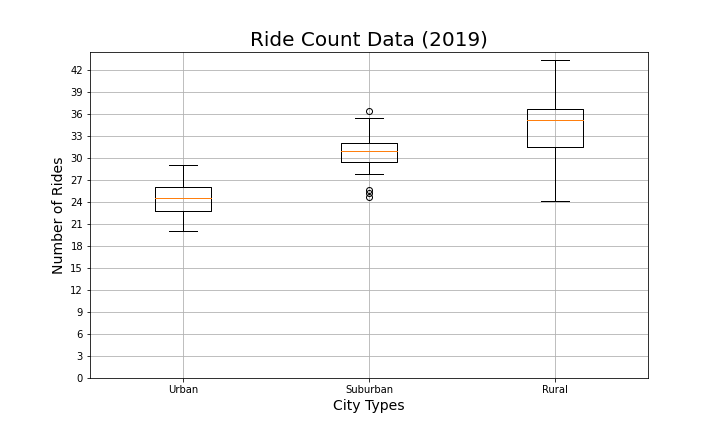 Ride Count Data (2019)
Number of Rides
42
39
36
33
30
27
24
21
18
15
12
9
6
3
0
Urban
Suburban
Rural
City Types